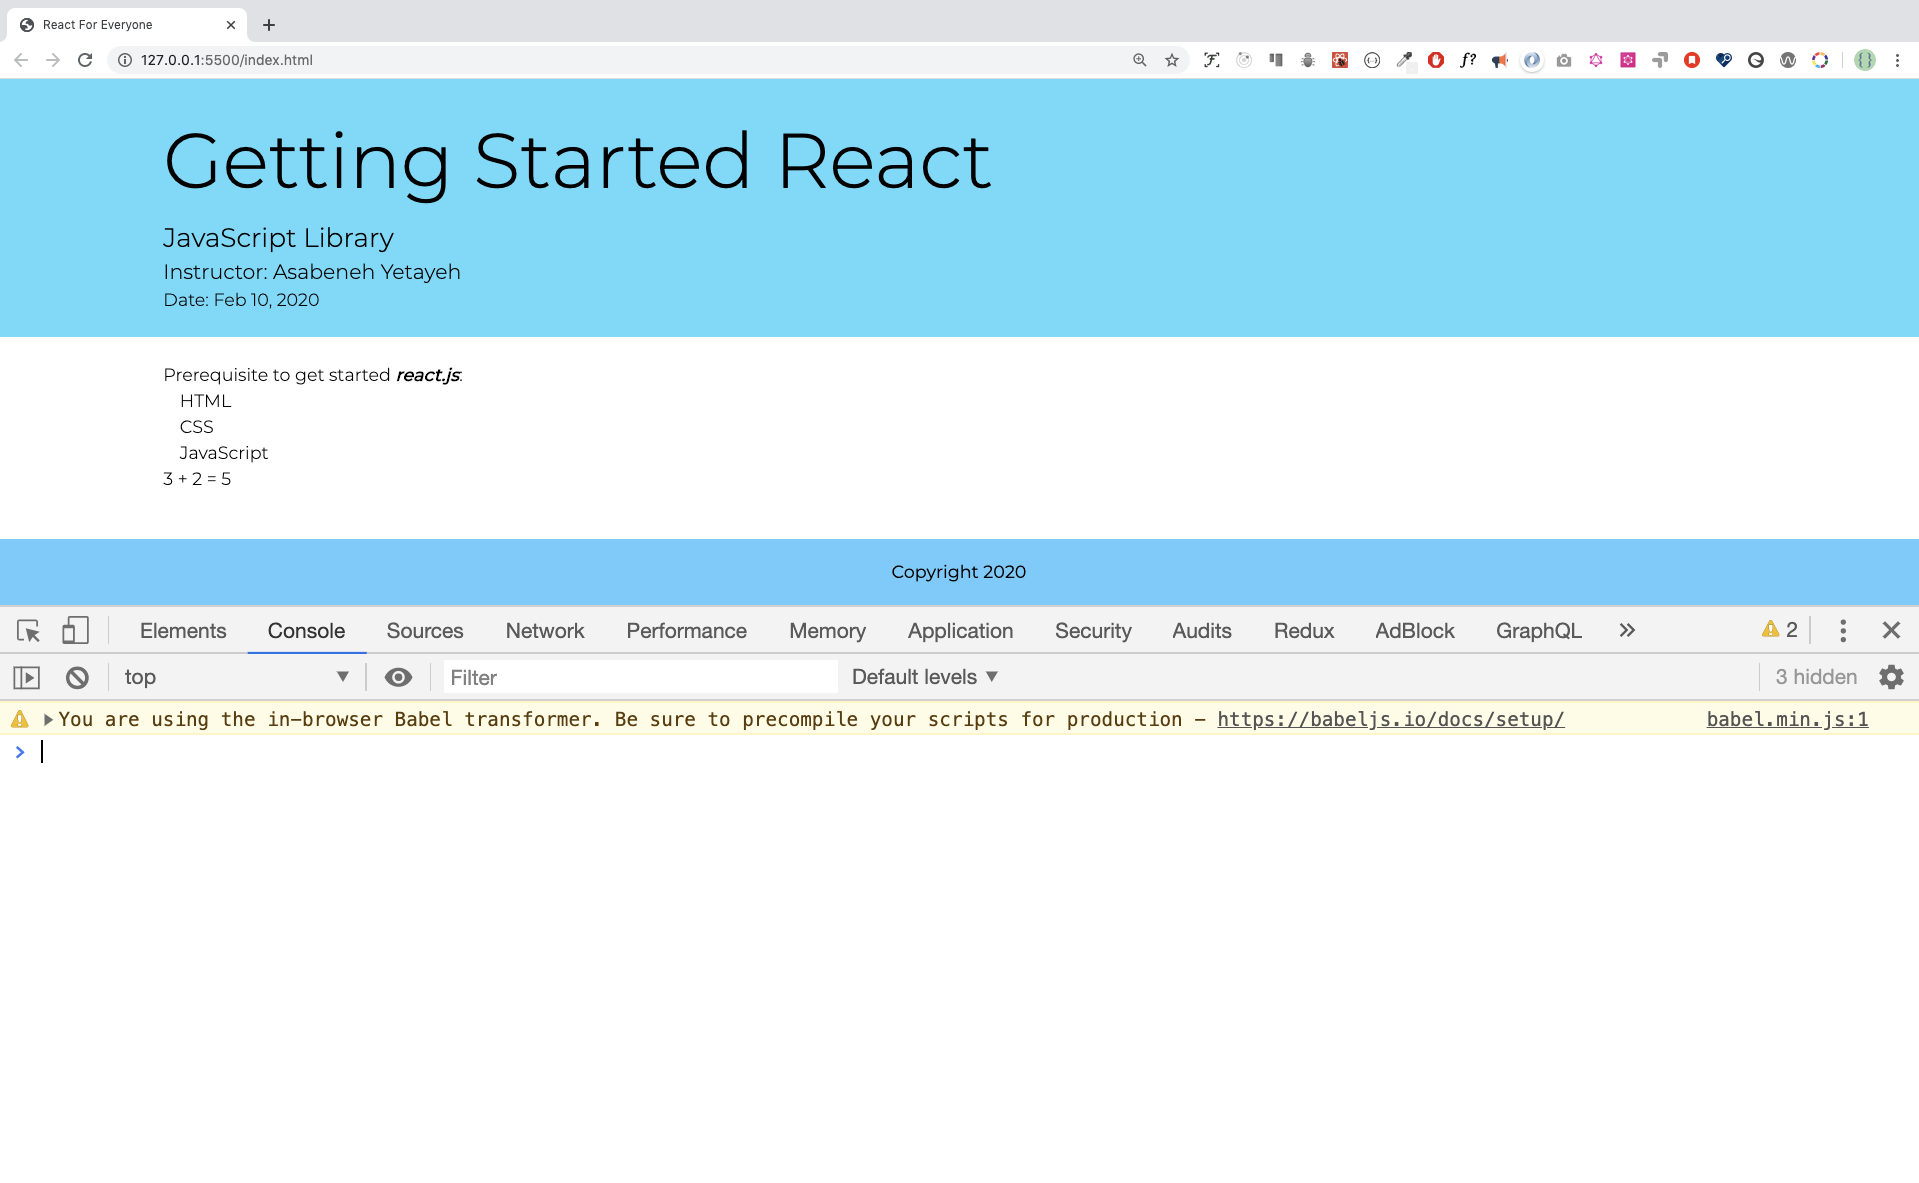 React For Everyone
127.0.0.1:5500/index.html
Getting Started React
JavaScript Library
Instructor: Asabeneh Yetayeh
Date: Feb 10, 2020
Prerequisite to get started react.js:
HTML
CSS
JavaScript
3 + 2 = 5
Copyright 2020
Elements Console Sources Network Performance Memory Application Security Audits Redux AdBlock GraphQL » 2
top Filter Default levels 3 hidden
You are using the in-browser Babel transformer. Be sure to precompile your scripts for production – https://babeljs.io/docs/setup/ babel.min.js:1